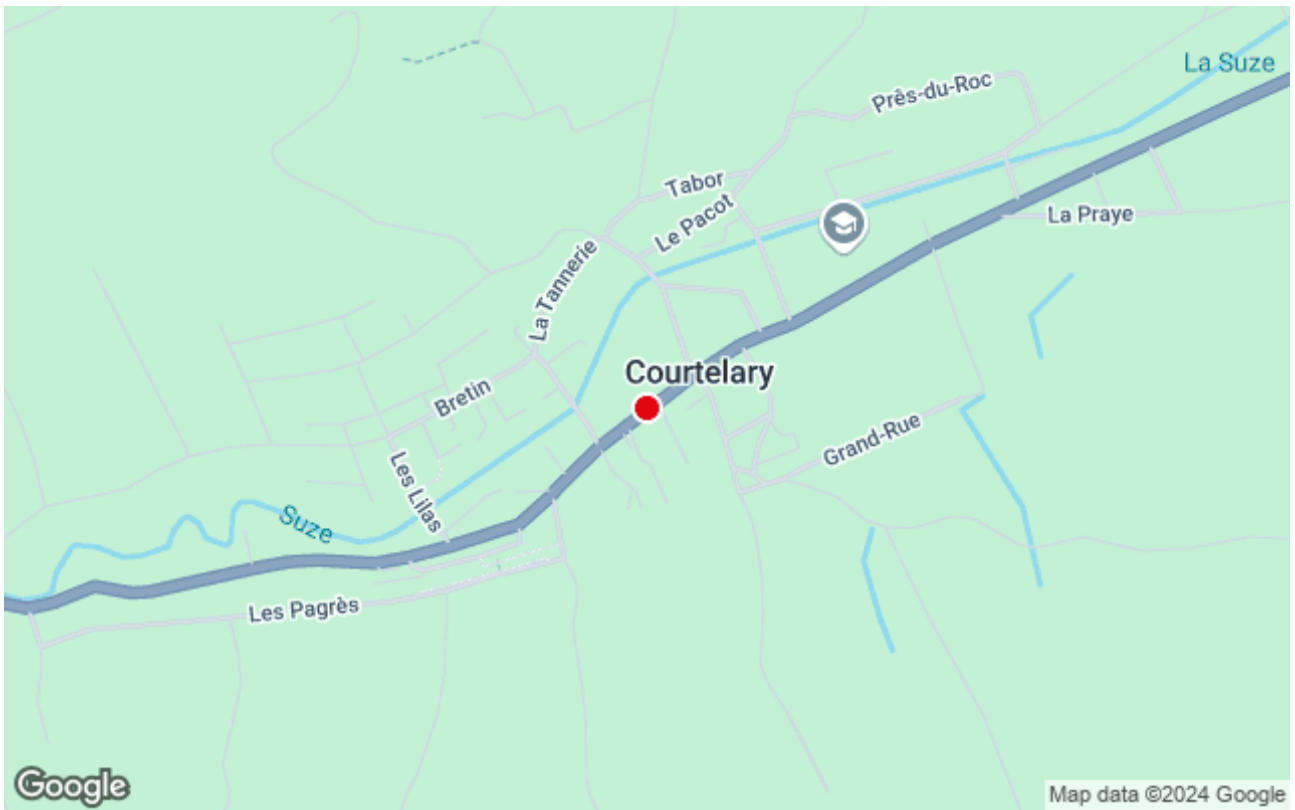 La Suze
Près-du-Roc
Tabor
Le Pacot
La Praye
La Tannerie
Courtelary
Bretin
Grand-Rue
Les Lilas
Suze
Les Pagrès
Google
Map data ©2024 Google